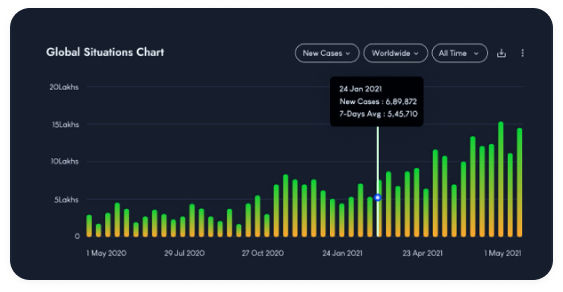 Global Situations Chart
New Cases
Worldwide
All Time
24 Jan 2021
New Cases : 6,89,872
7-Days Avg : 5,45,710
20Lakhs
15Lakhs
10Lakhs
5Lakhs
0
1 May 2020
29 Jul 2020
27 Oct 2020
24 Jan 2021
23 Apr 2021
1 May 2021